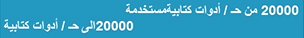 20000 من حـ / أدوات كتابيةمستخدمة
20000الى حـ / أدوات كتابية